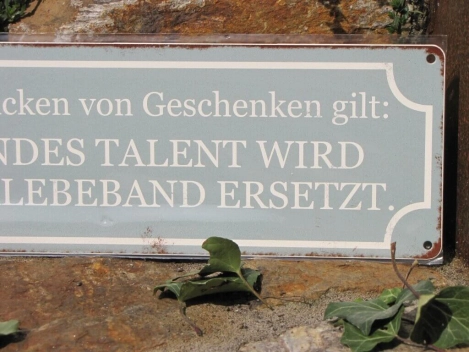 cken von Geschenken gilt:
NDES TALENT WIRD
LEBEBAND ERSETZT.